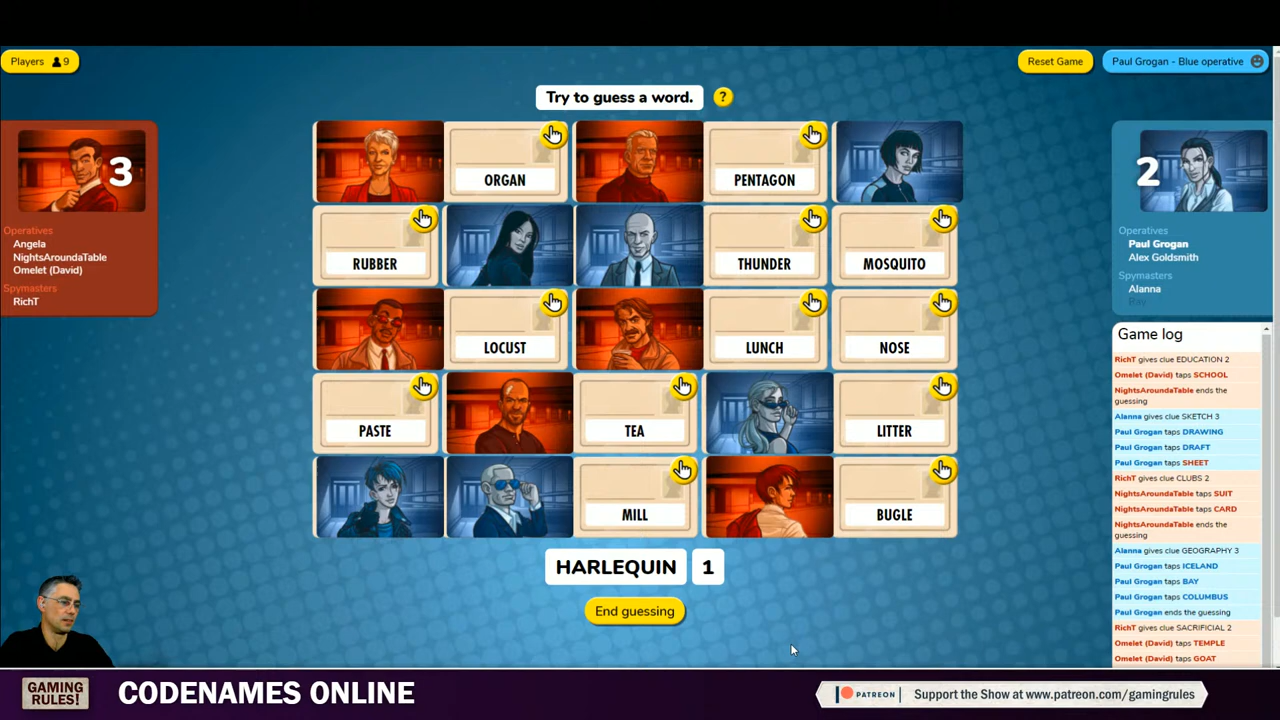 Players 9
Reset Game
Paul Grogan - Blue operative
Try to guess a word. ?
3
Operatives
Angela
NightsAroundaTable
Omelet (David)
Spymasters
RichT
ORGAN
PENTAGON
RUBBER
THUNDER
MOSQUITO
LOCUST
LUNCH
NOSE
PASTE
TEA
LITTER
MILL
BUGLE
HARLEQUIN 1
End guessing
2
Operatives
Paul Grogan
Alex Goldsmith
Spymasters
Alanna
Ray
Game log
RichT gives clue EDUCATION 2
Omelet (David) taps SCHOOL
NightsAroundaTable ends the
guessing
Alanna gives clue SKETCH 3
Paul Grogan taps DRAWING
Paul Grogan taps DRAFT
Paul Grogan taps SHEET
RichT gives clue CLUBS 2
NightsAroundaTable taps SUIT
NightsAroundaTable taps CARD
NightsAroundaTable ends the
guessing
Alanna gives clue GEOGRAPHY 3
Paul Grogan taps ICELAND
Paul Grogan taps BAY
Paul Grogan taps COLUMBUS
Paul Grogan ends the guessing
RichT gives clue SACRIFICIAL 2
Omelet (David) taps TEMPLE
Omelet (David) taps GOAT
GAMING
RULES!
CODENAMES ONLINE
PATREON
Support the Show at www.patreon.com/gamingrules